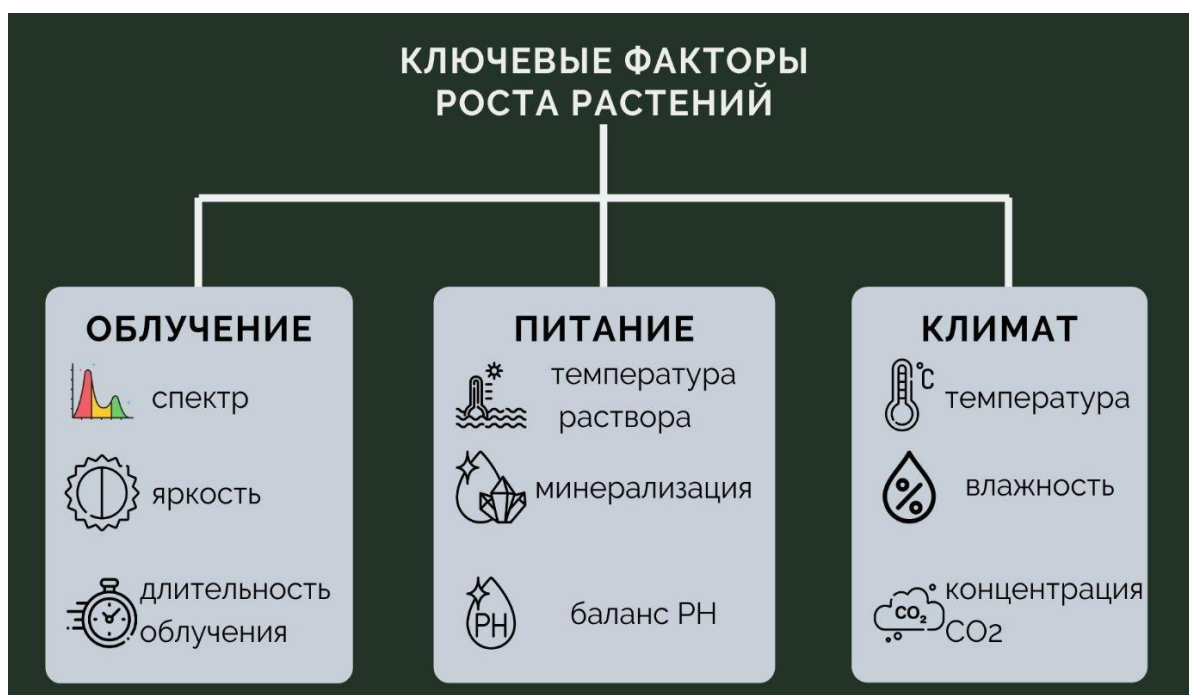 КЛЮЧЕВЫЕ ФАКТОРЫ
РОСТА РАСТЕНИЙ
ОБЛУЧЕНИЕ
спектр
яркость
длительность
облучения
ПИТАНИЕ
температура
раствора
минерализация
PH
баланс PH
КЛИМАТ
°C
температура
%
влажность
CO₂
концентрация
CO2